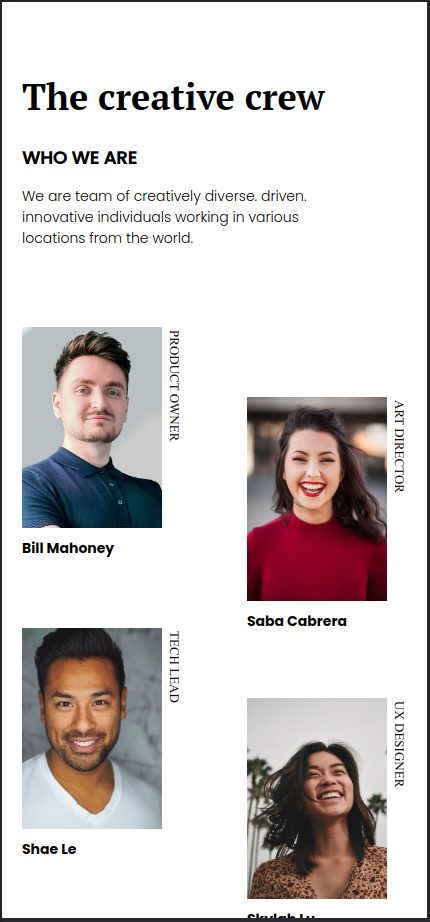 The creative crew
WHO WE ARE
We are team of creatively diverse. driven.
innovative individuals working in various
locations from the world.
PRODUCT OWNER
Bill Mahoney
ART DIRECTOR
Saba Cabrera
TECH LEAD
Shae Le
UX DESIGNER